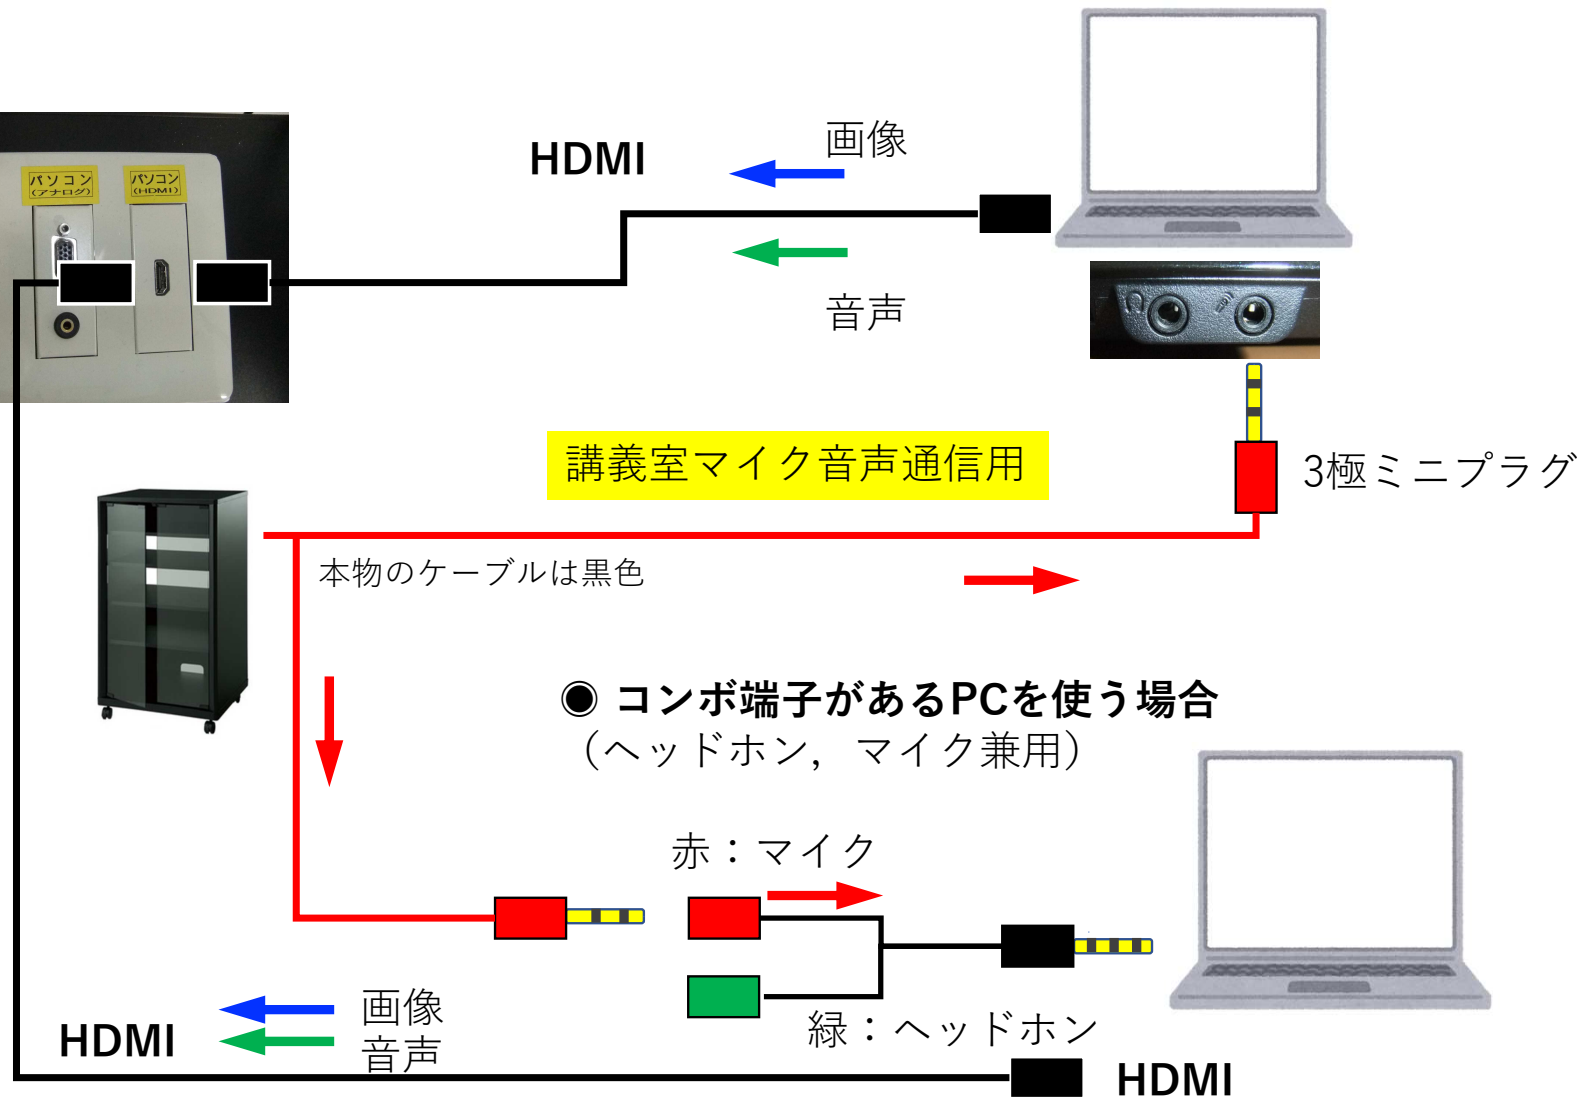 パソコン
(アナログ)
パソコン
(HDMI)
HDMI
画像
音声
講義室マイク音声通信用
3極ミニプラグ
本物のケーブルは黒色
◉ コンボ端子があるPCを使う場合
（ヘッドホン，マイク兼用）
赤：マイク
緑：ヘッドホン
HDMI
画像
音声
HDMI